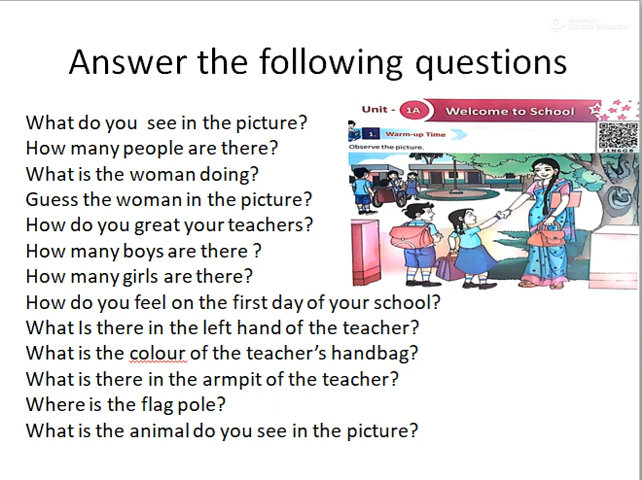 Answer the following questions
What do you see in the picture?
How many people are there?
What is the woman doing?
Guess the woman in the picture?
How do you great your teachers?
How many boys are there ?
How many girls are there?
How do you feel on the first day of your school?
What Is there in the left hand of the teacher?
What is the colour of the teacher's handbag?
What is there in the armpit of the teacher?
Where is the flag pole?
What is the animal do you see in the picture?
Unit - 1A Welcome to School
1. Warm-up Time
Observe the picture.
J1N6G8